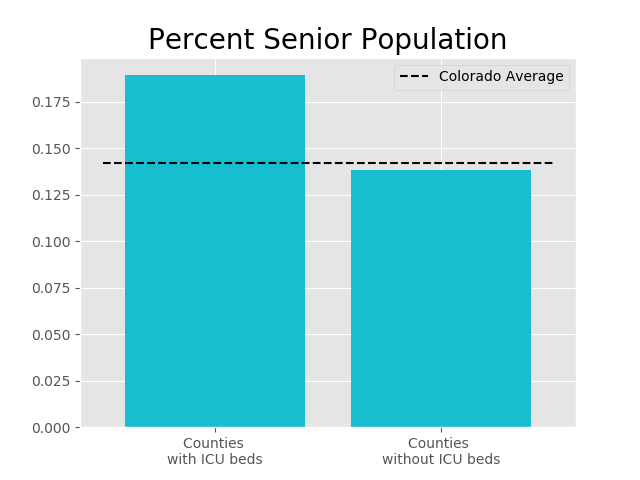 Percent Senior Population
Colorado Average
0.175
0.150
0.125
0.100
0.075
0.050
0.025
0.000
Counties
with ICU beds
Counties
without ICU beds